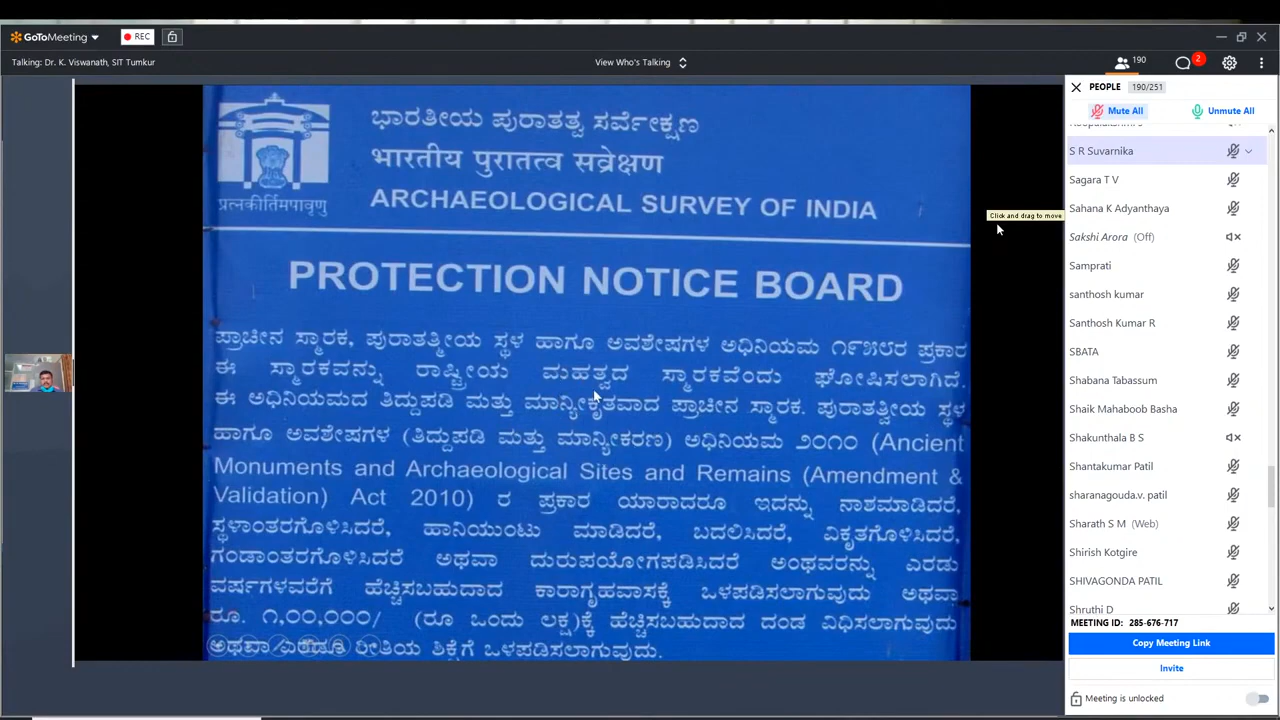 GoToMeeting
REC
Talking: Dr. K. Viswanath, SIT Tumkur
View Who's Talking
190
2
PEOPLE 190/251
Mute All
Unmute All
S R Suvarnika
Sagara T V
Sahana K Adyanthaya
Sakshi Arora (Off)
Samprati
santhosh kumar
Santhosh Kumar R
SBATA
Shabana Tabassum
Shaik Mahaboob Basha
Shakunthala B S
Shantakumar Patil
sharanagouda.v. patil
Sharath S M (Web)
Shirish Kotgire
SHIVAGONDA PATIL
Shruthi D
MEETING ID: 285-676-717
Copy Meeting Link
Invite
Meeting is unlocked
Click and drag to move
ಭಾರತೀಯ ಪುರಾತತ್ವ ಸರ್ವೇಕ್ಷಣ
भारतीय पुरातत्व सर्वेक्षण
ARCHAEOLOGICAL SURVEY OF INDIA
प्रत्नकीर्तिमपावृणु
PROTECTION NOTICE BOARD
ಪ್ರಾಚೀನ ಸ್ಮಾರಕ, ಪುರಾತತ್ವೀಯ ಸ್ಥಳ ಹಾಗೂ ಅವಶೇಷಗಳ ಅಧಿನಿಯಮ ೧೯೫೮ರ ಪ್ರಕಾರ
ಈ ಸ್ಮಾರಕವನ್ನು ರಾಷ್ಟ್ರೀಯ ಮಹತ್ವದ ಸ್ಮಾರಕವೆಂದು ಘೋಷಿಸಲಾಗಿದೆ.
ಈ ಅಧಿನಿಯಮದ ತಿದ್ದುಪಡಿ ಮತ್ತು ಮಾನ್ಯೀಕೃತವಾದ ಪ್ರಾಚೀನ ಸ್ಮಾರಕ. ಪುರಾತತ್ವೀಯ ಸ್ಥಳ
ಹಾಗೂ ಅವಶೇಷಗಳ (ತಿದ್ದುಪಡಿ ಮತ್ತು ಮಾನ್ಯೀಕರಣ) ಅಧಿನಿಯಮ ೨೦೧೦ (Ancient
Monuments and Archaeological Sites and Remains (Amendment &
Validation) Act 2010) ರ ಪ್ರಕಾರ ಯಾರಾದರೂ ಇದನ್ನು ನಾಶಮಾಡಿದರೆ,
ಸ್ಥಳಾಂತರಗೊಳಿಸಿದರೆ, ಹಾನಿಯುಂಟು ಮಾಡಿದರೆ, ಬದಲಿಸಿದರೆ, ವಿಕೃತಗೊಳಿಸಿದರೆ,
ಗಂಡಾಂತರಗೊಳಿಸಿದರೆ ಅಥವಾ ದುರುಪಯೋಗಪಡಿಸಿದರೆ ಅಂಥವರನ್ನು ಎರಡು
ವರ್ಷಗಳವರೆಗೆ ಹೆಚ್ಚಿಸಬಹುದಾದ ಕಾರಾಗೃಹವಾಸಕ್ಕೆ ಒಳಪಡಿಸಲಾಗುವುದು ಅಥವಾ
ರೂ. ೧,೦೦,೦೦೦/ (ರೂ ಒಂದು ಲಕ್ಷ)ಕ್ಕೆ ಹೆಚ್ಚಿಸಬಹುದಾದ ದಂಡ ವಿಧಿಸಲಾಗುವುದು
ಅಥವಾ ಎರಡೂ ರೀತಿಯ ಶಿಕ್ಷೆಗೆ ಒಳಪಡಿಸಲಾಗುವುದು.